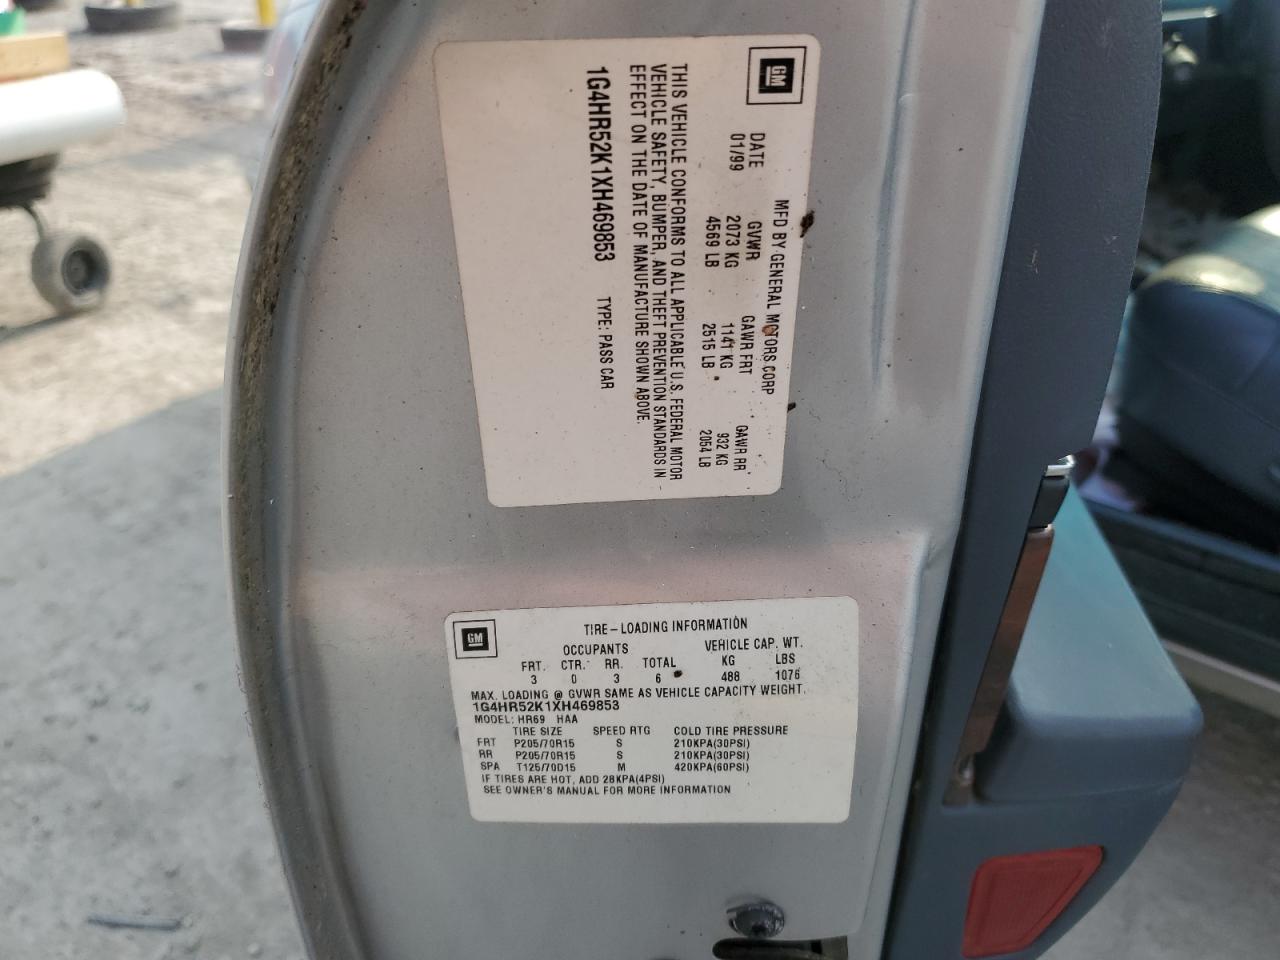 GM
MFD BY GENERAL MOTORS CORP
DATE GVWR GAWR FRT GAWR RR
01/99 2073 KG 1141 KG 932 KG
4569 LB 2515 LB 2054 LB
THIS VEHICLE CONFORMS TO ALL APPLICABLE U.S. FEDERAL MOTOR
VEHICLE SAFETY, BUMPER, AND THEFT PREVENTION STANDARDS IN
EFFECT ON THE DATE OF MANUFACTURE SHOWN ABOVE.
1G4HR52K1XH469853 TYPE: PASS CAR
GM
TIRE-LOADING INFORMATION
OCCUPANTS VEHICLE CAP. WT.
FRT. CTR. RR. TOTAL KG LBS
3 0 3 6 488 1076
MAX. LOADING @ GVWR SAME AS VEHICLE CAPACITY WEIGHT.
1G4HR52K1XH469853
MODEL: HR69 HAA
TIRE SIZE SPEED RTG COLD TIRE PRESSURE
FRT P205/70R15 S 210KPA(30PSI)
RR P205/70R15 S 210KPA(30PSI)
SPA T125/70D15 M 420KPA(60PSI)
IF TIRES ARE HOT, ADD 28KPA(4PSI)
SEE OWNER'S MANUAL FOR MORE INFORMATION